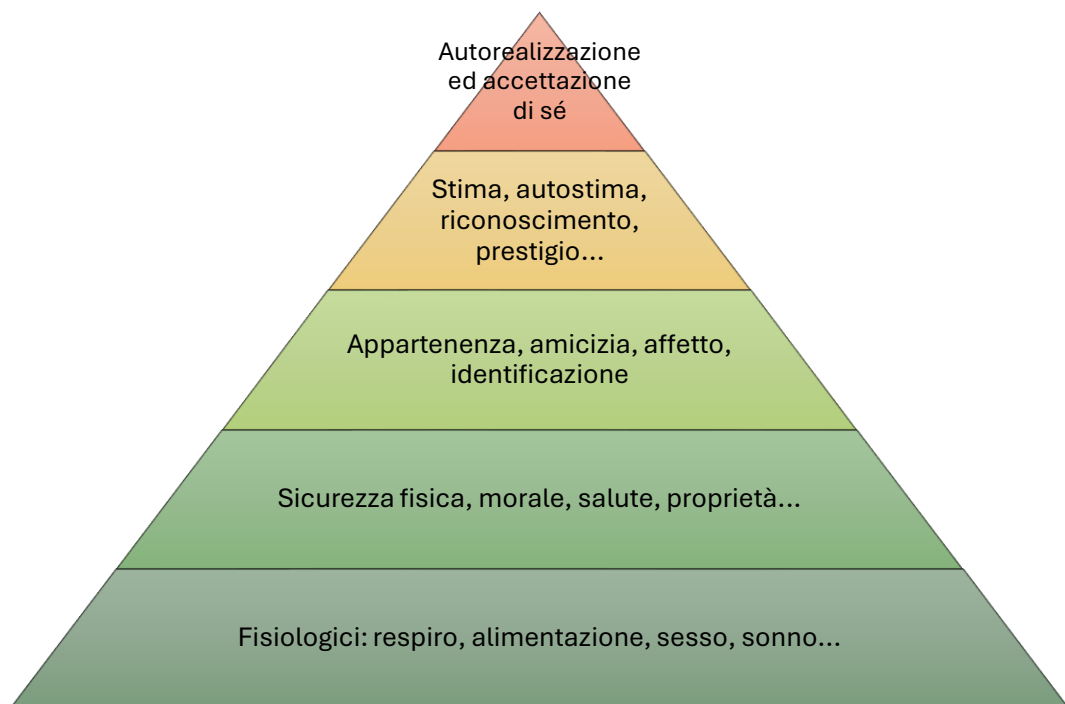 Autorealizzazione
ed accettazione
di sé
Stima, autostima,
riconoscimento,
prestigio...
Appartenenza, amicizia, affetto,
identificazione
Sicurezza fisica, morale, salute, proprietà...
Fisiologici: respiro, alimentazione, sesso, sonno...